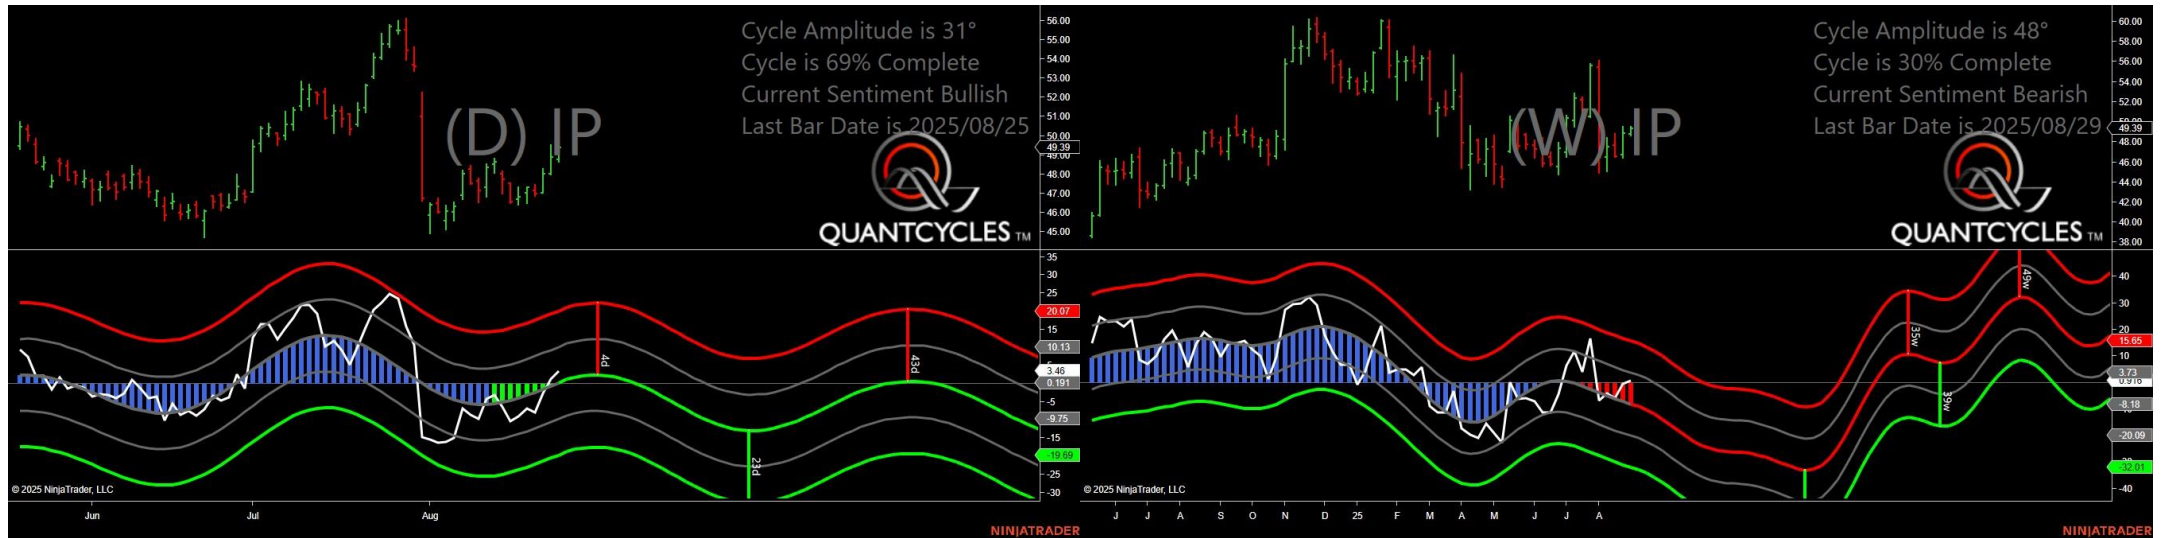 Cycle Amplitude is 31°
Cycle is 69% Complete
Current Sentiment Bullish
Last Bar Date is 2025/08/25
(D) IP
QUANTCYCLES TM
56.00
55.00
54.00
53.00
52.00
51.00
50.00
49.39
49.00
48.00
47.00
46.00
45.00
35
30
25
20.07
15
10.13
3.46
0.191
-5
-9.75
-15
-19.69
-25
-30
4d
43d
23d
© 2025 NinjaTrader, LLC
Jun
Jul
Aug
NINJATRADER
Cycle Amplitude is 48°
Cycle is 30% Complete
Current Sentiment Bearish
Last Bar Date is 2025/08/29
(W) IP
QUANTCYCLES TM
60.00
58.00
56.00
54.00
52.00
49.39
48.00
46.00
44.00
42.00
40.00
38.00
40
30
20
15.65
10
3.73
0.916
-8.18
-20.09
-32.01
-40
49w
35w
39w
© 2025 NinjaTrader, LLC
J
J
A
S
O
N
D
25
F
M
A
M
J
J
A
NINJATRADER